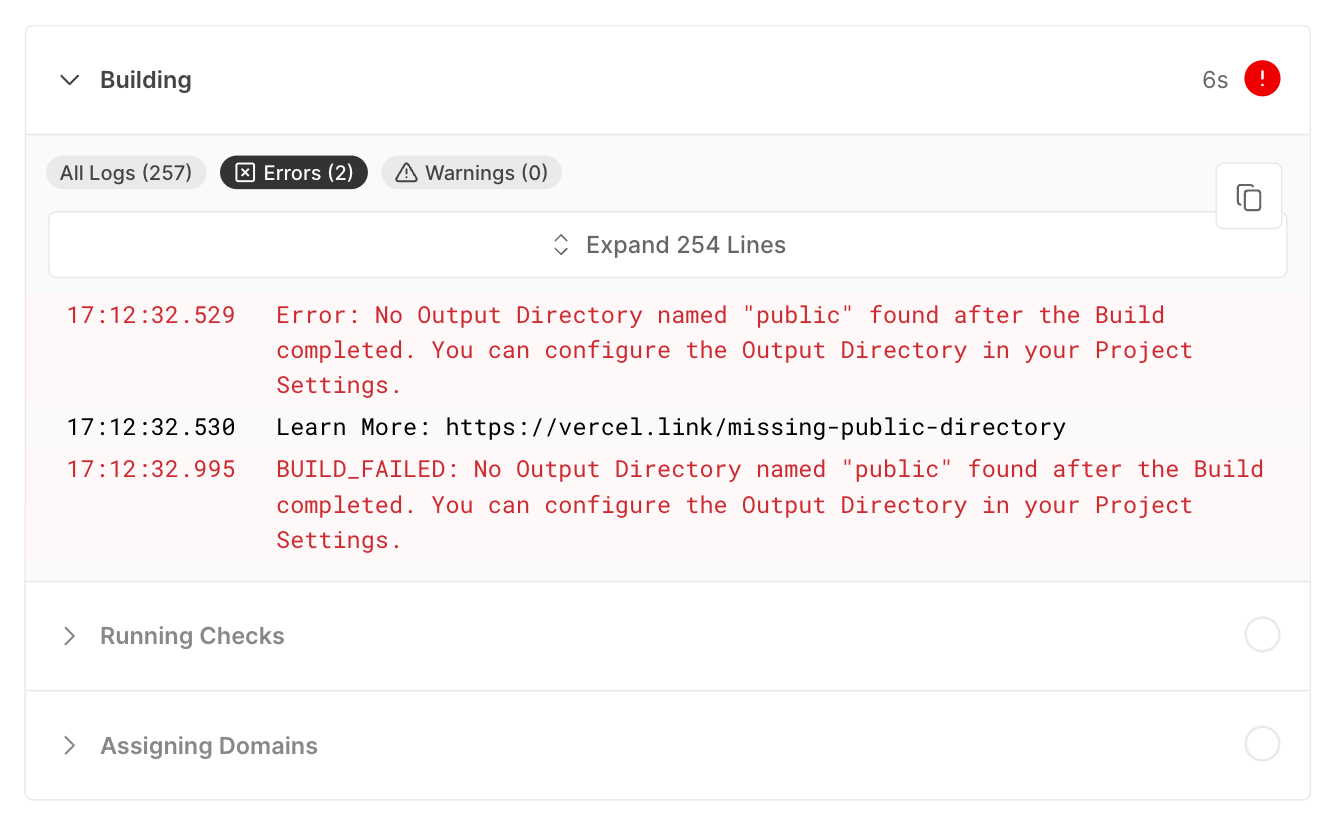 Building
6s
All Logs (257)
Errors (2)
Warnings (0)
Expand 254 Lines
17:12:32.529 Error: No Output Directory named "public" found after the Build
completed. You can configure the Output Directory in your Project
Settings.
17:12:32.530 Learn More: https://vercel.link/missing-public-directory
17:12:32.995 BUILD_FAILED: No Output Directory named "public" found after the Build
completed. You can configure the Output Directory in your Project
Settings.
Running Checks
Assigning Domains